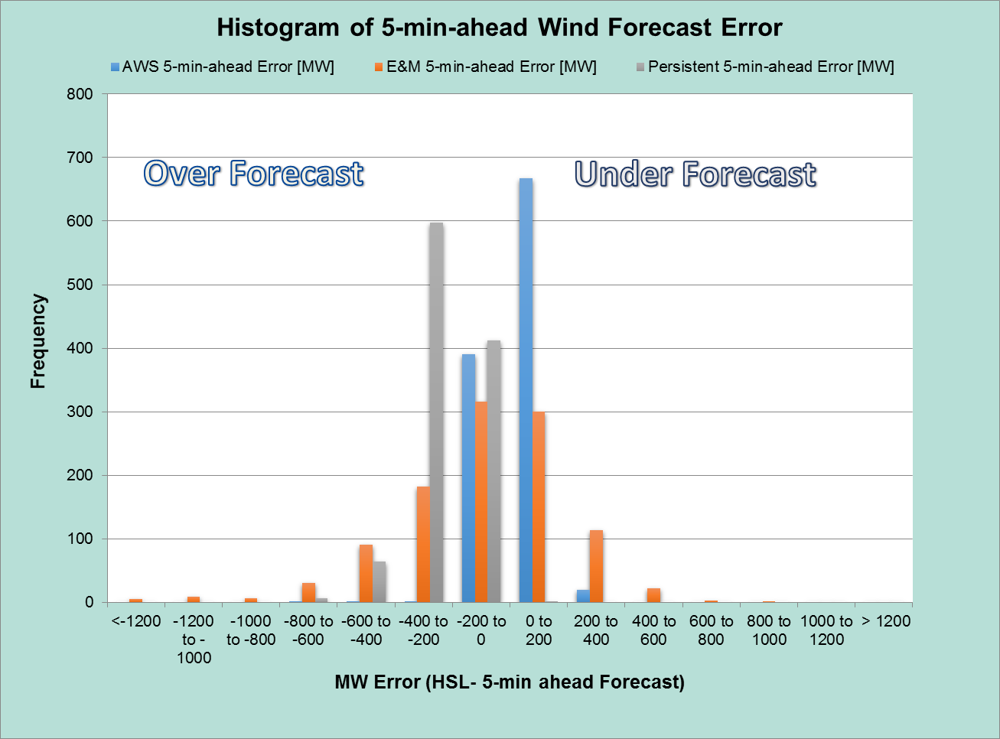 Histogram of 5-min-ahead Wind Forecast Error
AWS 5-min-ahead Error [MW] E&M 5-min-ahead Error [MW] Persistent 5-min-ahead Error [MW]
800
700
600
500
400
300
200
100
0
Over Forecast Under Forecast
Frequency
<-1200 -1200 -1000 -800 to -600 to -400 to -200 to 0 to 200 to 400 to 600 to 800 to 1000 to > 1200
to - to -800 -600 -400 -200 0 200 400 600 800 1000 1200
1000
MW Error (HSL- 5-min ahead Forecast)